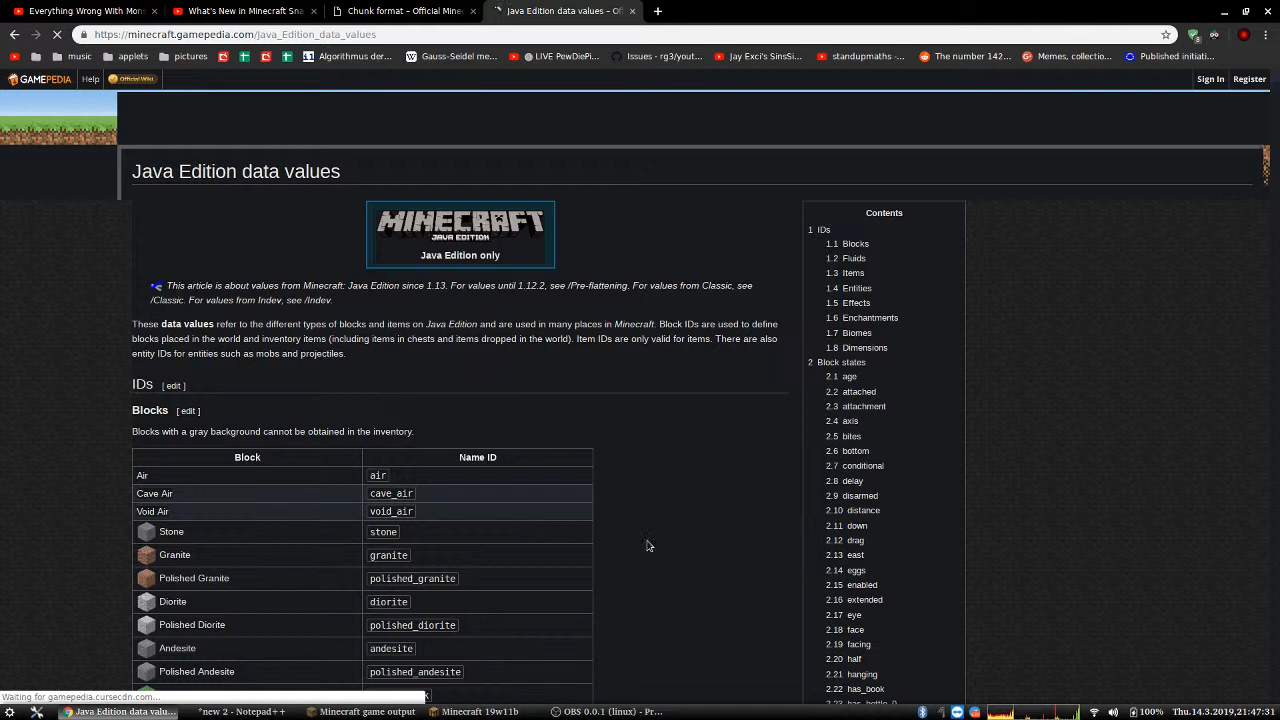 Everything Wrong With Mons
What's New in Minecraft Sna
Chunk format – Official Mine
Java Edition data values – Of
https://minecraft.gamepedia.com/Java_Edition_data_values
music
applets
pictures
Algorithmus der...
Gauss-Seidel me...
LIVE PewDiePi...
Issues - rg3/yout...
Jay Exci's SinsSi...
standupmaths -...
The number 142...
Memes, collectio...
Published initiati...
GAMEPEDIA
Help
Official Wiki
Sign In
Register
Java Edition data values
MINECRAFT
JAVA EDITION
Java Edition only
This article is about values from Minecraft: Java Edition since 1.13. For values until 1.12.2, see /Pre-flattening. For values from Classic, see
/Classic. For values from Indev, see /Indev.
These data values refer to the different types of blocks and items on Java Edition and are used in many places in Minecraft. Block IDs are used to define
blocks placed in the world and inventory items (including items in chests and items dropped in the world). Item IDs are only valid for items. There are also
entity IDs for entities such as mobs and projectiles.
IDs [ edit ]
Blocks [ edit ]
Blocks with a gray background cannot be obtained in the inventory.
Block Name ID
Air air
Cave Air cave_air
Void Air void_air
Stone stone
Granite granite
Polished Granite polished_granite
Diorite diorite
Polished Diorite polished_diorite
Andesite andesite
Polished Andesite polished_andesite
Contents
1 IDs
1.1 Blocks
1.2 Fluids
1.3 Items
1.4 Entities
1.5 Effects
1.6 Enchantments
1.7 Biomes
1.8 Dimensions
2 Block states
2.1 age
2.2 attached
2.3 attachment
2.4 axis
2.5 bites
2.6 bottom
2.7 conditional
2.8 delay
2.9 disarmed
2.10 distance
2.11 down
2.12 drag
2.13 east
2.14 eggs
2.15 enabled
2.16 extended
2.17 eye
2.18 face
2.19 facing
2.20 half
2.21 hanging
2.22 has_book
Waiting for gamepedia.cursecdn.com...
Java Edition data valu...
*new 2 - Notepad++
Minecraft game output
Minecraft 19w11b
OBS 0.0.1 (linux) - Pr...
100%
Thu.14.3.2019,21:47:31